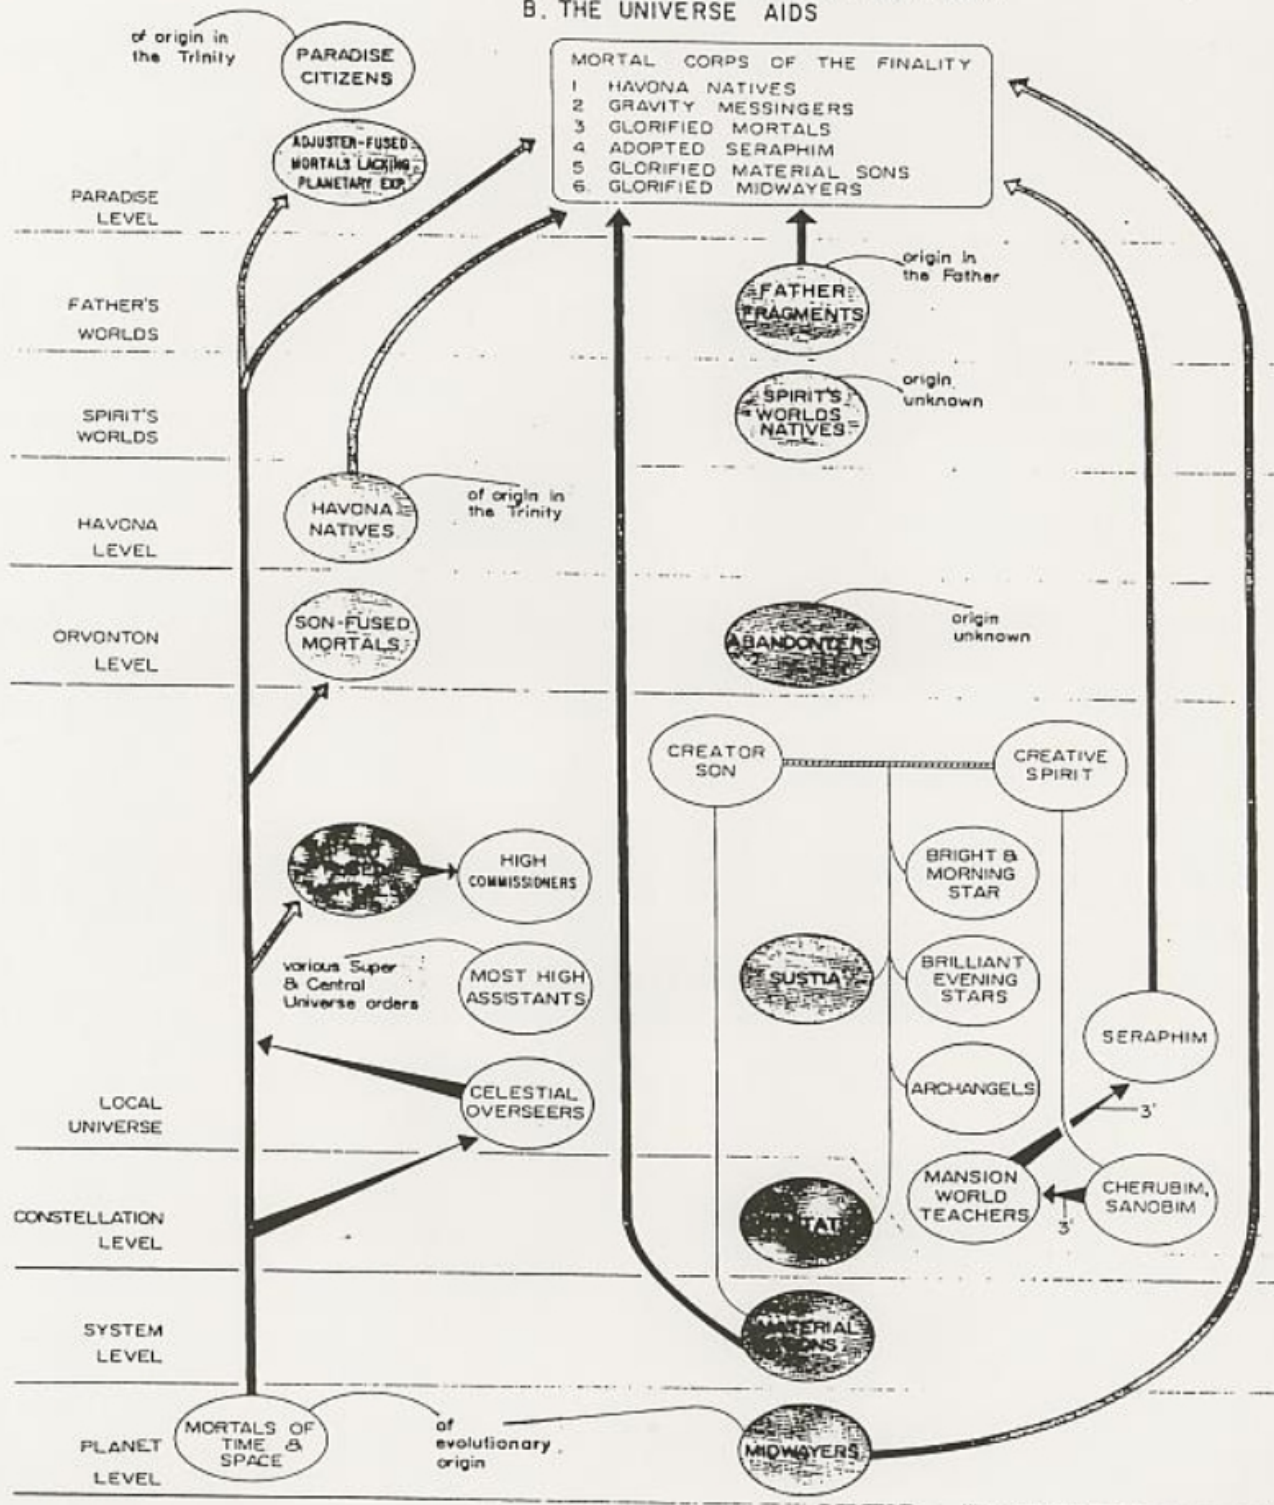 B. THE UNIVERSE AIDS
of origin in
the Trinity
PARADISE
CITIZENS
MORTAL CORPS OF THE FINALITY
1 HAVONA NATIVES
2 GRAVITY MESSINGERS
3 GLORIFIED MORTALS
4 ADOPTED SERAPHIM
5 GLORIFIED MATERIAL SONS
6. GLORIFIED MIDWAYERS
ADJUSTER-FUSED
MORTALS LACKING
PLANETARY EXP.
PARADISE
LEVEL
FATHER'S
WORLDS
FATHER
FRAGMENTS
origin in
the Father
SPIRIT'S
WORLDS
SPIRIT'S
WORLDS
NATIVES
origin
unknown
HAVONA
LEVEL
HAVONA
NATIVES
of origin in
the Trinity
ORVONTON
LEVEL
SON-FUSED
MORTALS
ABANDONTERS
origin
unknown
CREATOR
SON
CREATIVE
SPIRIT
HIGH
COMMISSIONERS
BRIGHT &
MORNING
STAR
various Super
& Central
Universe orders
MOST HIGH
ASSISTANTS
SUSTIA
BRILLIANT
EVENING
STARS
SERAPHIM
CELESTIAL
OVERSEERS
ARCHANGELS
3'
LOCAL
UNIVERSE
MANSION
WORLD
TEACHERS
3'
CHERUBIM,
SANOBIM
CONSTELLATION
LEVEL
SYSTEM
LEVEL
MATERIAL
SONS
PLANET
LEVEL
MORTALS OF
TIME &
SPACE
of
evolutionary
origin
MIDWAYERS